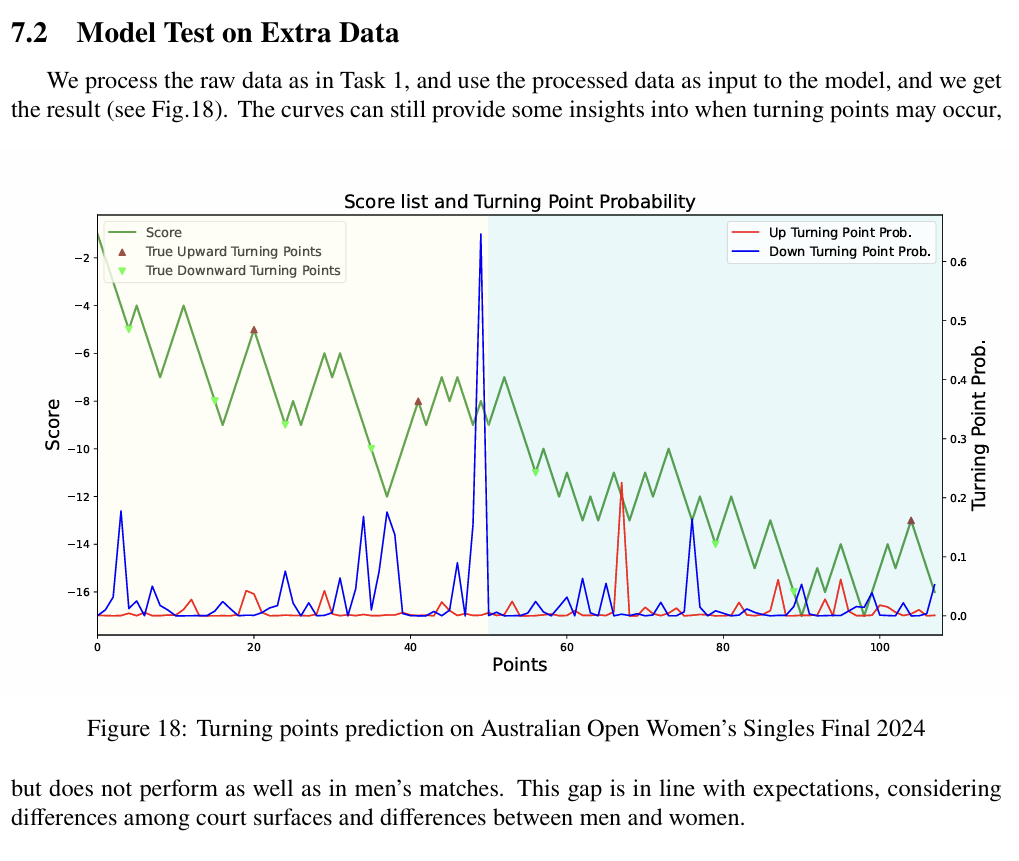 7.2 Model Test on Extra Data
We process the raw data as in Task 1, and use the processed data as input to the model, and we get
the result (see Fig.18). The curves can still provide some insights into when turning points may occur,
Score list and Turning Point Probability
Score
True Upward Turning Points
True Downward Turning Points
Up Turning Point Prob.
Down Turning Point Prob.
−2
−4
−6
−8
−10
−12
−14
−16
Score
0.6
0.5
0.4
0.3
0.2
0.1
0.0
Turning Point Prob.
0 20 40 60 80 100
Points
Figure 18: Turning points prediction on Australian Open Women's Singles Final 2024
but does not perform as well as in men's matches. This gap is in line with expectations, considering
differences among court surfaces and differences between men and women.